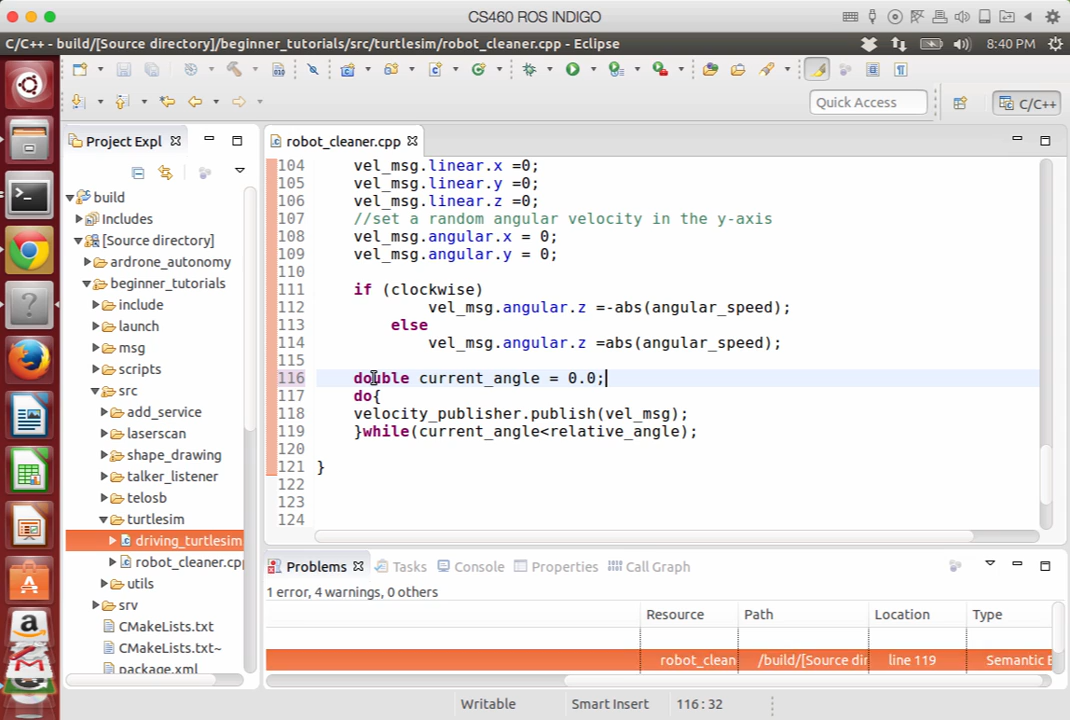 CS460 ROS INDIGO
C/C++ - build/[Source directory]/beginner_tutorials/src/turtlesim/robot_cleaner.cpp - Eclipse
8:40 PM
Quick Access
C/C++
Project Expl
robot_cleaner.cpp
build
Includes
[Source directory]
ardrone_autonomy
beginner_tutorials
include
launch
msg
scripts
src
add_service
laserscan
shape_drawing
talker_listener
telosb
turtlesim
driving_turtlesim
robot_cleaner.cpp
utils
srv
CMakeLists.txt
CMakeLists.txt~
package.xml
104 vel_msg.linear.x =0;
105 vel_msg.linear.y =0;
106 vel_msg.linear.z =0;
107 //set a random angular velocity in the y-axis
108 vel_msg.angular.x = 0;
109 vel_msg.angular.y = 0;
110
111 if (clockwise)
112 vel_msg.angular.z =-abs(angular_speed);
113 else
114 vel_msg.angular.z =abs(angular_speed);
115
116 double current_angle = 0.0;
117 do{
118 velocity_publisher.publish(vel_msg);
119 }while(current_angle<relative_angle);
120
121 }
122
123
124
Problems Tasks Console Properties Call Graph
1 error, 4 warnings, 0 others
Resource Path Location Type
robot_clean /build/[Source dir line 119 Semantic E
Writable Smart Insert 116 : 32